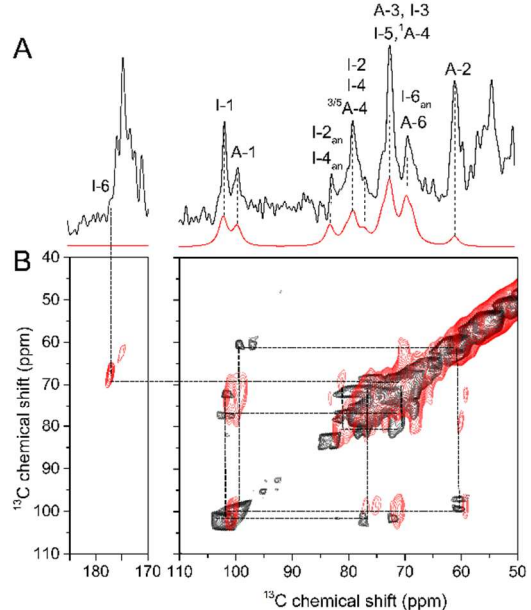 A
A-3, I-3
I-5,¹A-4
I-2
I-4
³ᐟ⁵A-4
I-6an
A-6
A-2
I-1
A-1
I-2an
I-4an
I-6
B
40
50
60
70
80
90
100
110
¹³C chemical shift (ppm)
180 170 110 100 90 80 70 60 50
¹³C chemical shift (ppm)